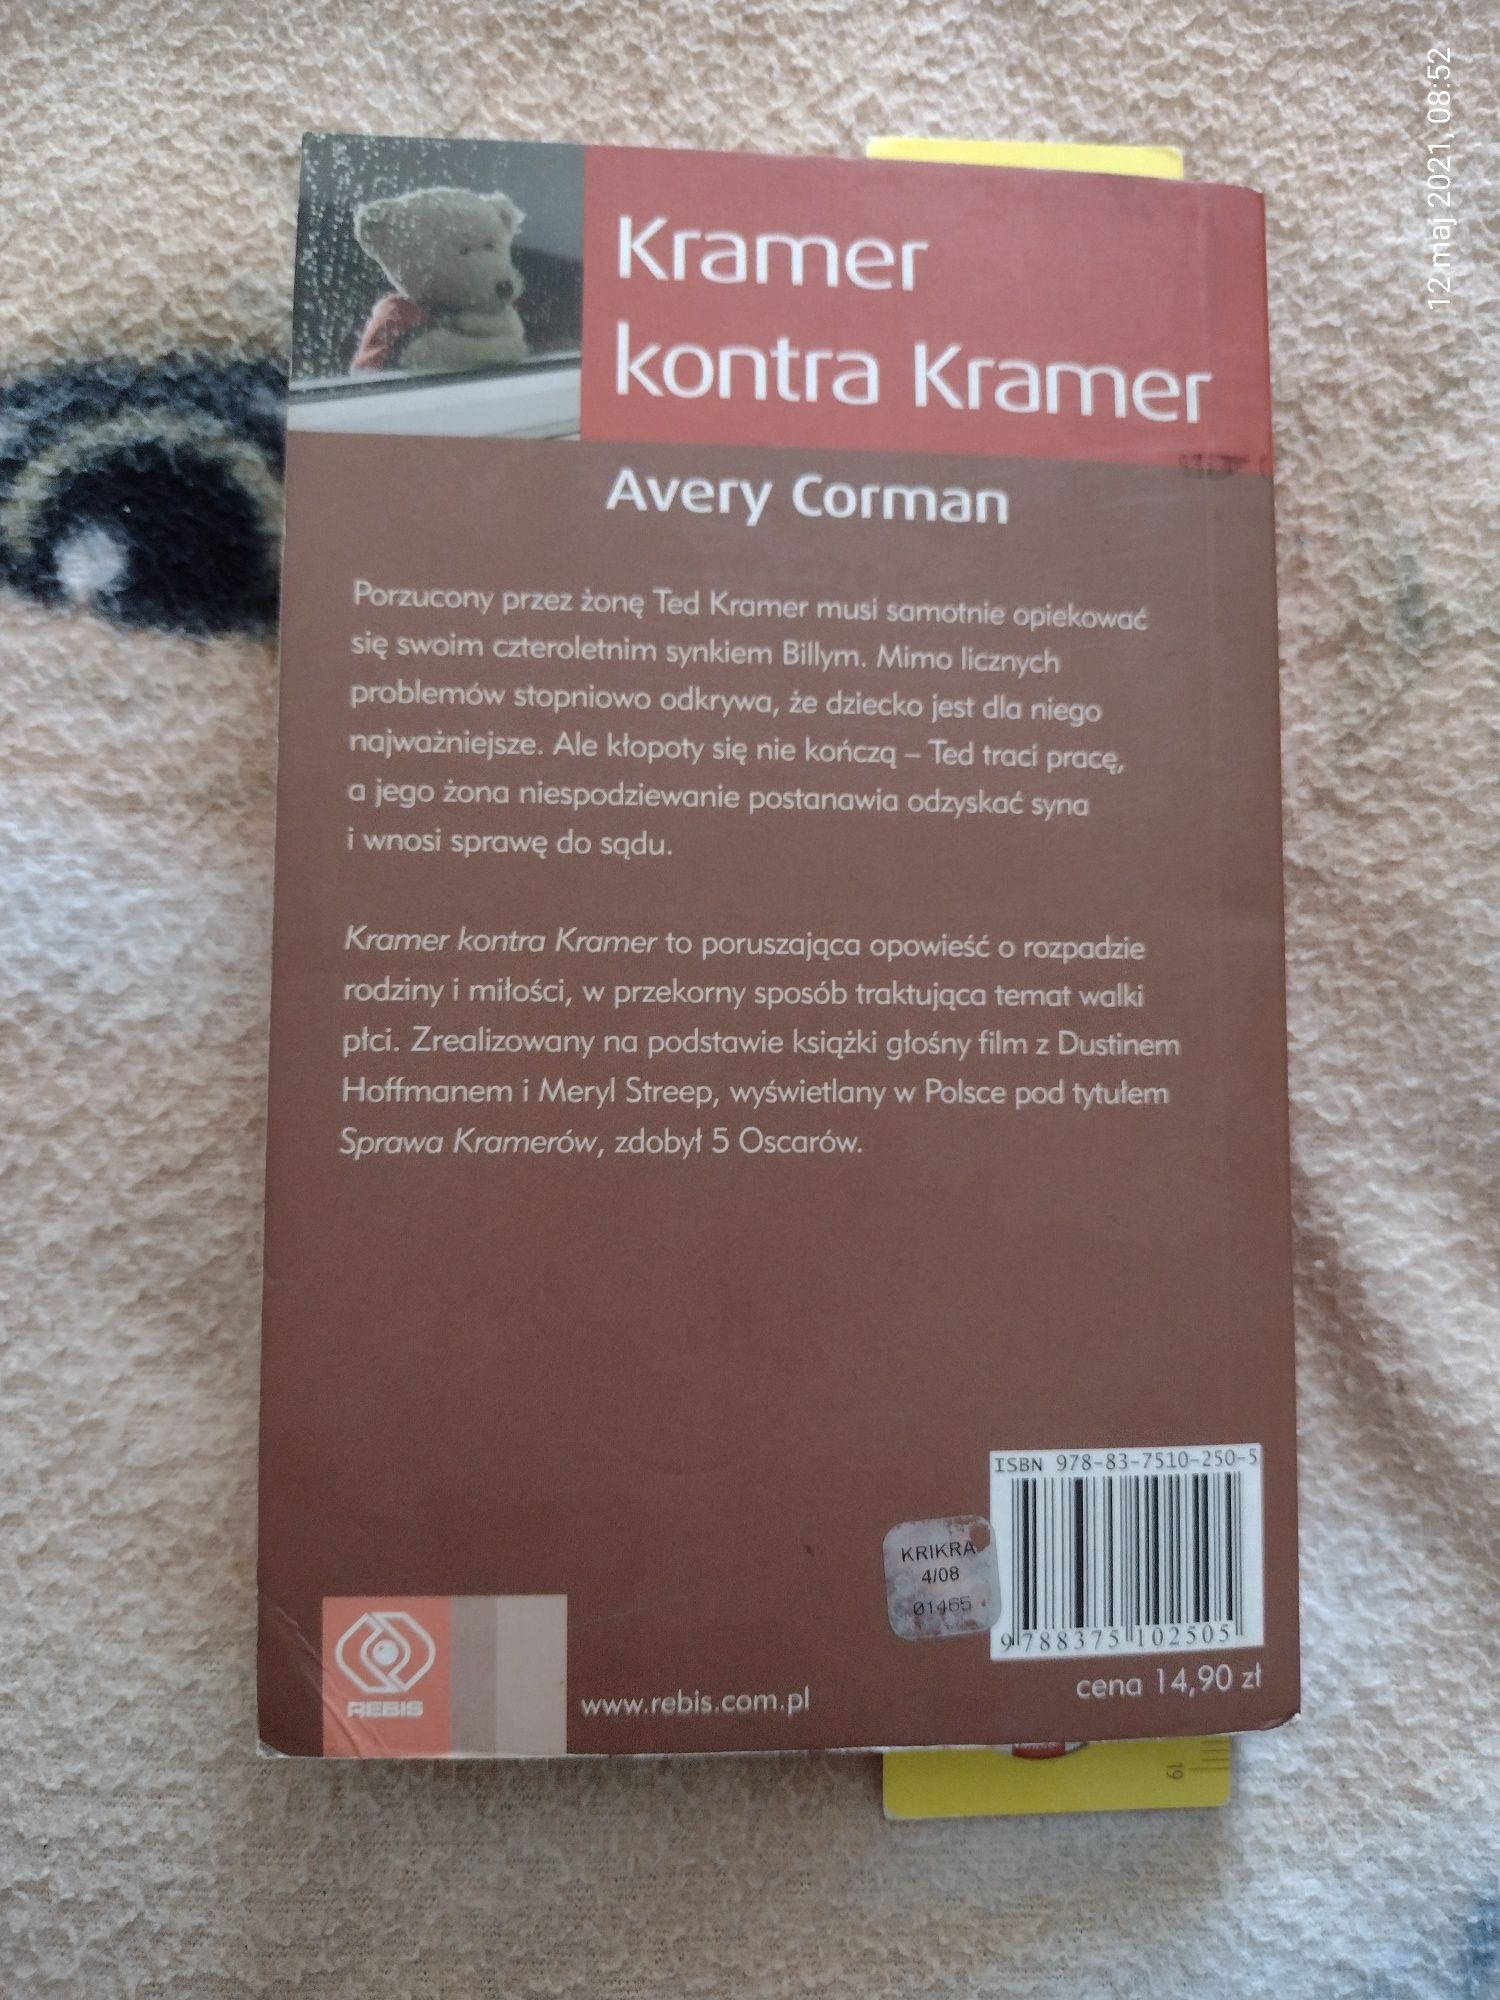 12 maj 2021, 08:52
Kramer
kontra Kramer
Avery Corman
Porzucony przez żonę Ted Kramer musi samotnie opiekować
się swoim czteroletnim synkiem Billym. Mimo licznych
problemów stopniowo odkrywa, że dziecko jest dla niego
najważniejsze. Ale kłopoty się nie kończą – Ted traci pracę,
a jego żona niespodziewanie postanawia odzyskać syna
i wnosi sprawę do sądu.
Kramer kontra Kramer to poruszająca opowieść o rozpadzie
rodziny i miłości, w przekorny sposób traktująca temat walki
płci. Zrealizowany na podstawie książki głośny film z Dustinem
Hoffmanem i Meryl Streep, wyświetlany w Polsce pod tytułem
Sprawa Kramerów, zdobył 5 Oscarów.
ISBN 978-83-7510-250-5
KRIKRA
4/08
01465
9 788375 102505
cena 14,90 zł
REBIS
www.rebis.com.pl
19